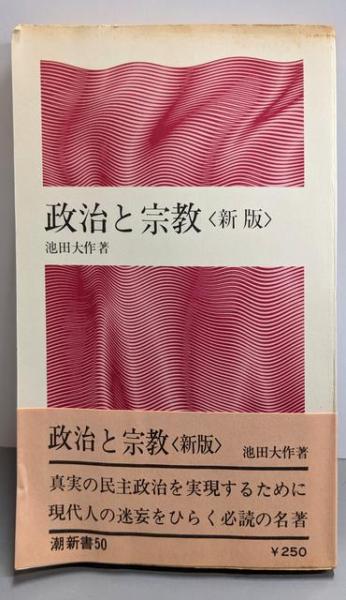 政治と宗教〈新版〉
池田大作著
政治と宗教〈新版〉 池田大作著
真実の民主政治を実現するために
現代人の迷妄をひらく必読の名著
潮新書50 ￥250